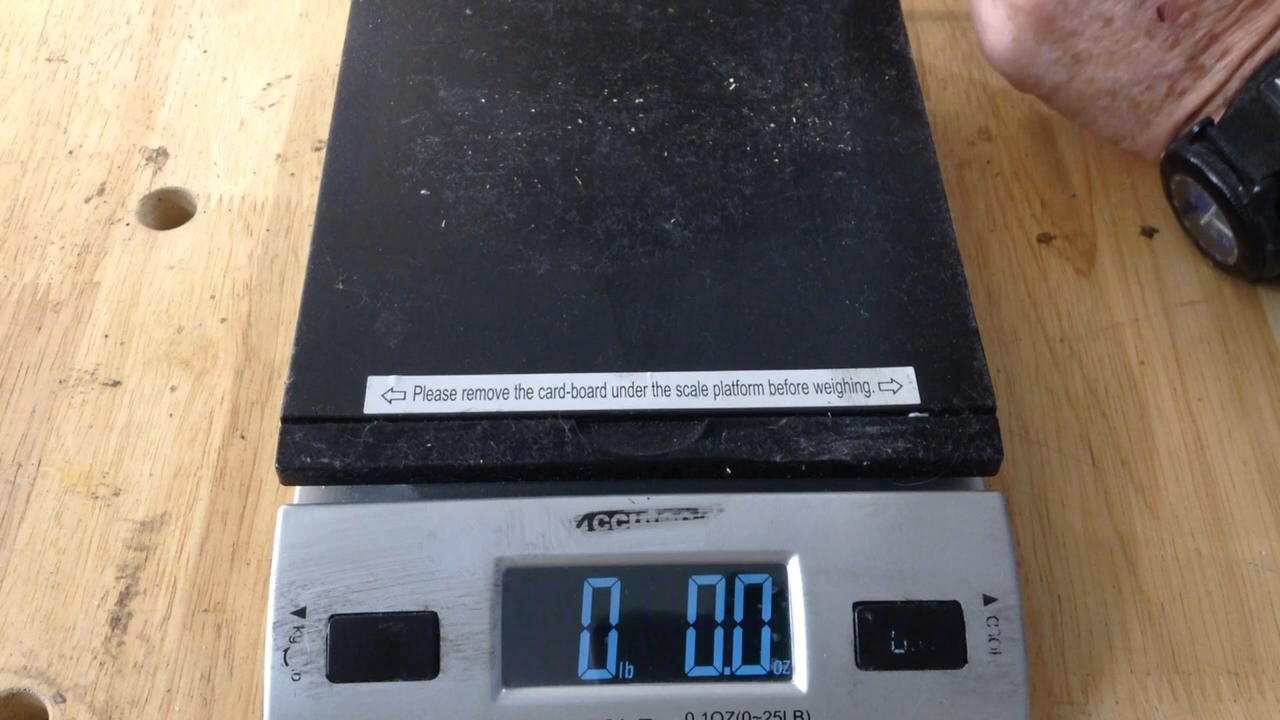 Please remove the card-board under the scale platform before weighing.
0 lb 0.0 oz
0.1OZ(0~25LB)